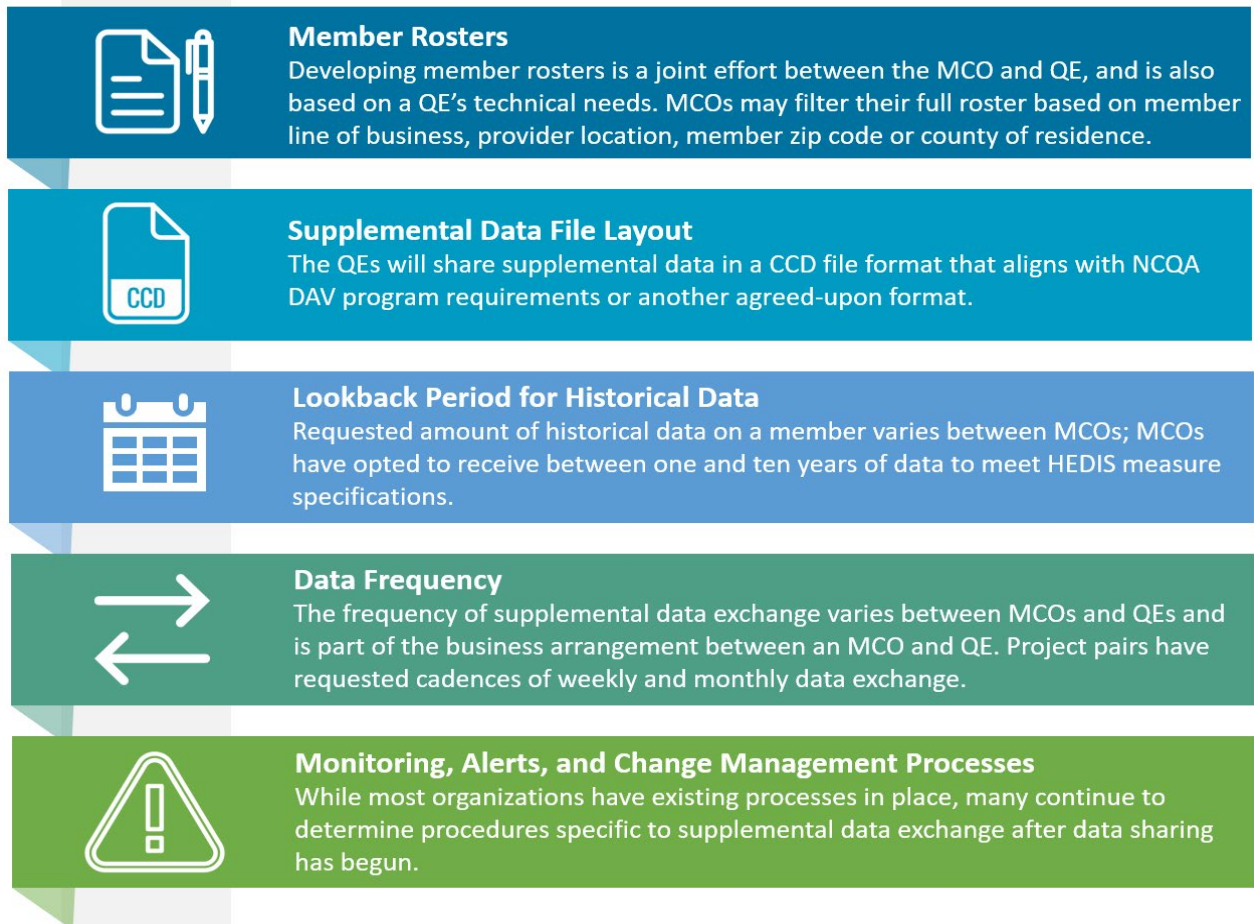 Member Rosters
Developing member rosters is a joint effort between the MCO and QE, and is also
based on a QE's technical needs. MCOs may filter their full roster based on member
line of business, provider location, member zip code or county of residence.
CCD
Supplemental Data File Layout
The QEs will share supplemental data in a CCD file format that aligns with NCQA
DAV program requirements or another agreed-upon format.
Lookback Period for Historical Data
Requested amount of historical data on a member varies between MCOs; MCOs
have opted to receive between one and ten years of data to meet HEDIS measure
specifications.
Data Frequency
The frequency of supplemental data exchange varies between MCOs and QEs and
is part of the business arrangement between an MCO and QE. Project pairs have
requested cadences of weekly and monthly data exchange.
Monitoring, Alerts, and Change Management Processes
While most organizations have existing processes in place, many continue to
determine procedures specific to supplemental data exchange after data sharing
has begun.